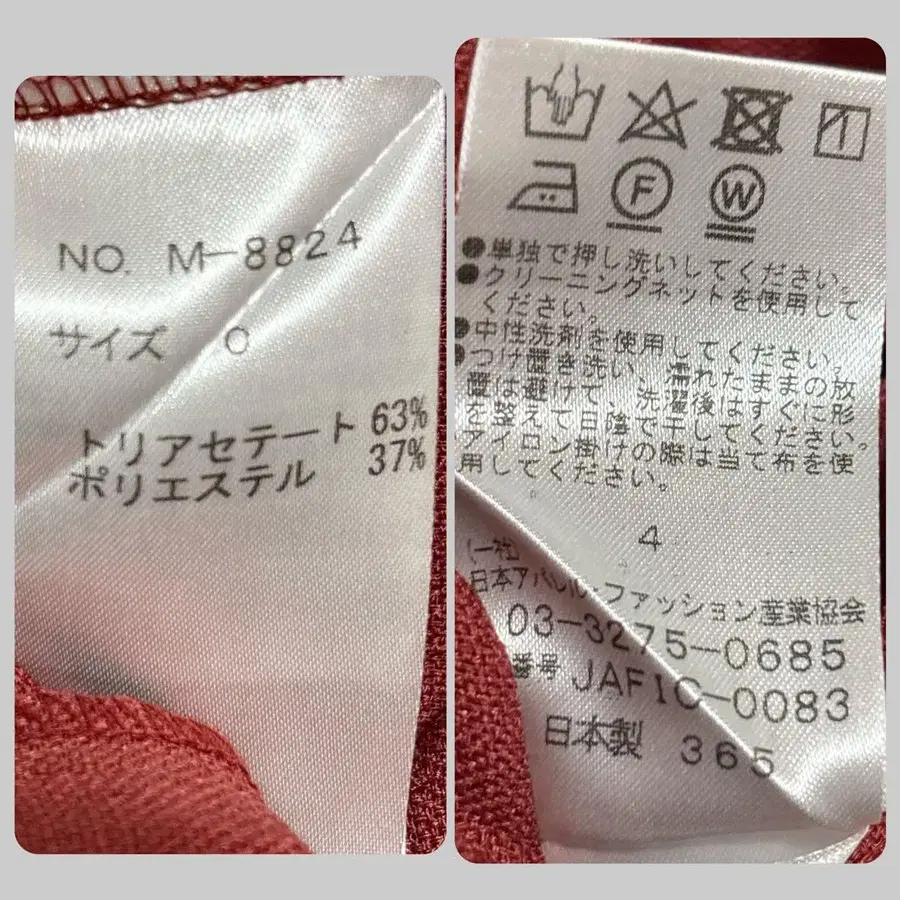 NO. M-8824
サイズ 0
トリアセテート 63%
ポリエステル 37%
F W
●単独で押し洗いしてください。
●クリーニングネットを使用して
ください。
●中性洗剤を使用してください。
●つけ置き洗い、濡れたままの放
置は避けて、洗濯後はすぐに形
を整えて日陰で干してください。
アイロン掛けの際は当て布を使
用してください。
4
(一社)
日本アパレル・ファッション産業協会
03-3275-0685
番号 JAFIC-0083
日本製 365